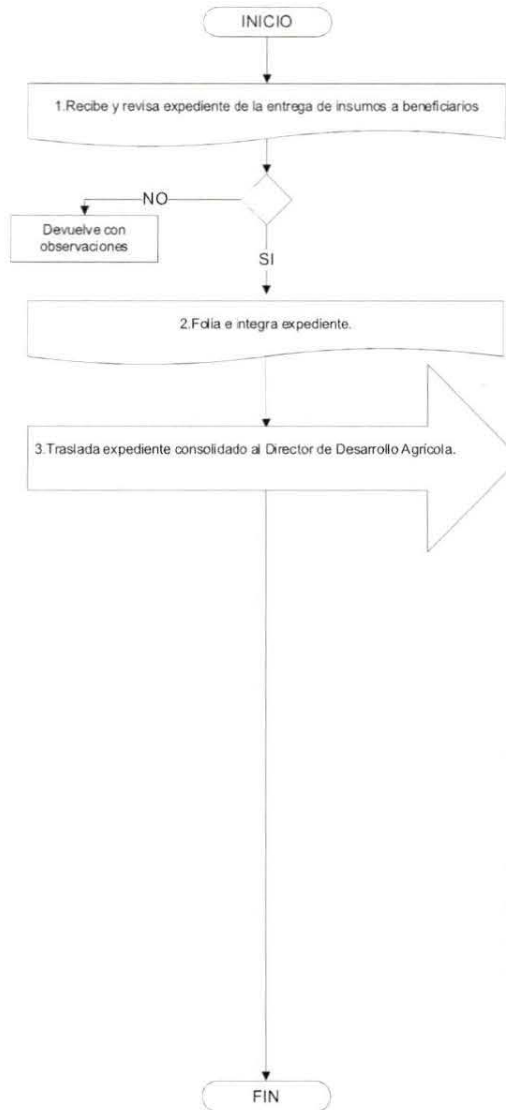 INICIO
1.Recibe y revisa expediente de la entrega de insumos a beneficiarios
NO
Devuelve con
observaciones
SI
2.Folia e integra expediente.
3.Traslada expediente consolidado al Director de Desarrollo Agrícola.
FIN